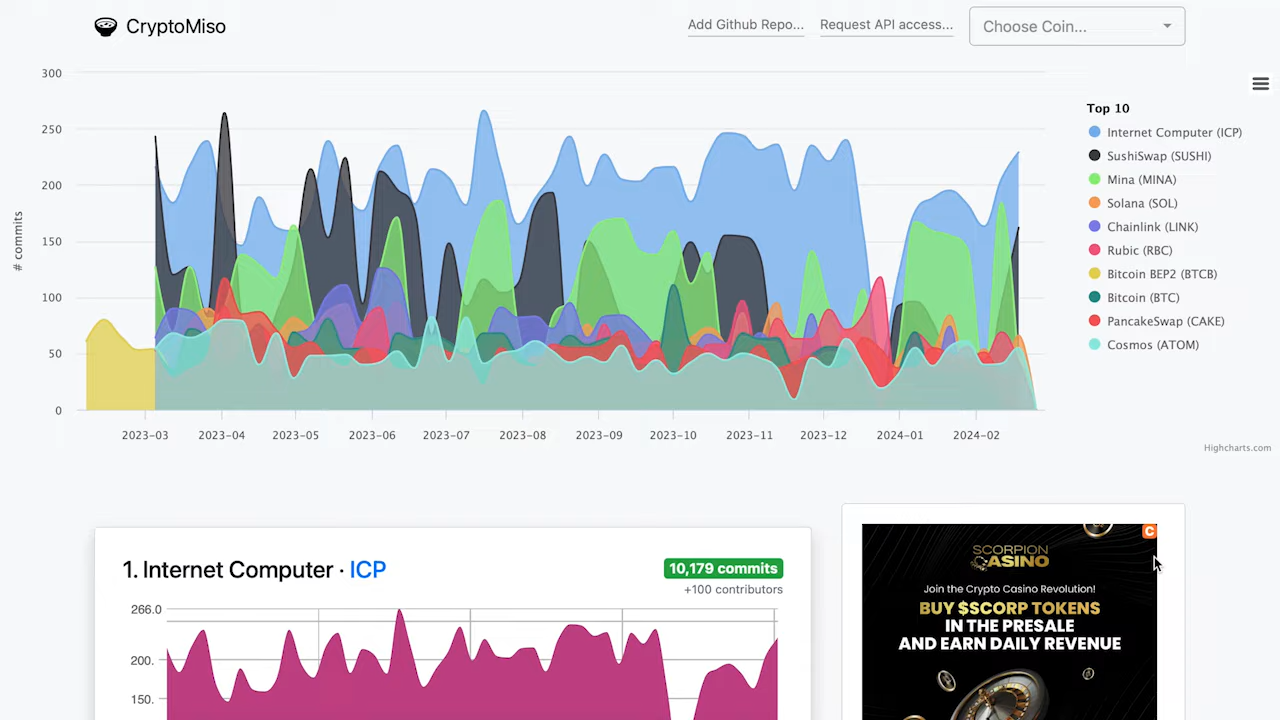 CryptoMiso
Add Github Repo...
Request API access...
Choose Coin...
300
250
200
150
100
50
0
# commits
2023-03
2023-04
2023-05
2023-06
2023-07
2023-08
2023-09
2023-10
2023-11
2023-12
2024-01
2024-02
Top 10
Internet Computer (ICP)
SushiSwap (SUSHI)
Mina (MINA)
Solana (SOL)
Chainlink (LINK)
Rubic (RBC)
Bitcoin BEP2 (BTCB)
Bitcoin (BTC)
PancakeSwap (CAKE)
Cosmos (ATOM)
Highcharts.com
1. Internet Computer · ICP
10,179 commits
+100 contributors
266.0
200.
150.
C
SCORPION
CASINO
Join the Crypto Casino Revolution!
BUY $SCORP TOKENS
IN THE PRESALE
AND EARN DAILY REVENUE